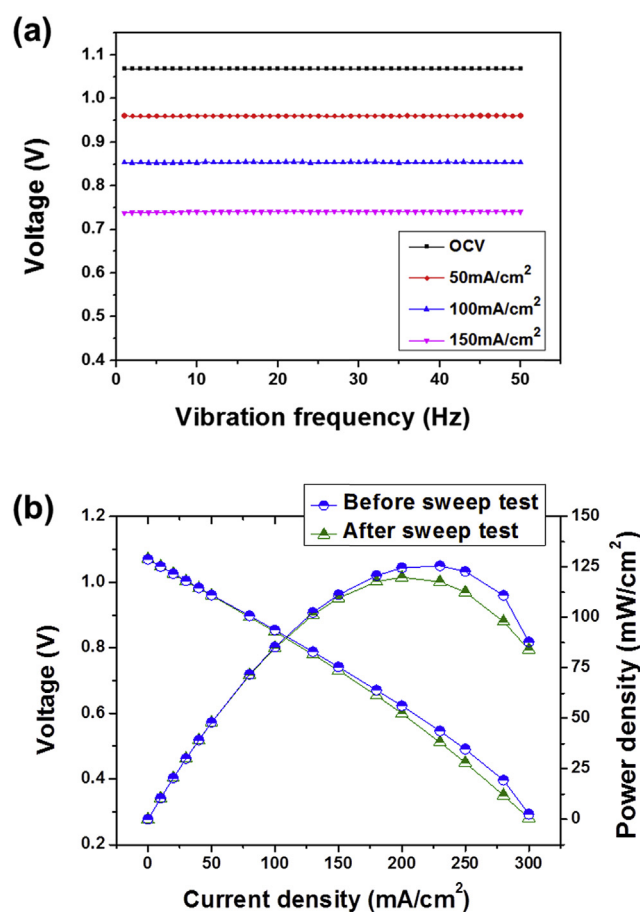 (a)
1.1
1.0
0.9
0.8
0.7
0.6
0.5
0.4
Voltage (V)
OCV
50mA/cm²
100mA/cm²
150mA/cm²
0 10 20 30 40 50
Vibration frequency (Hz)
(b)
Before sweep test
After sweep test
1.2
1.0
0.8
0.6
0.4
0.2
Voltage (V)
150
125
100
75
50
25
0
Power density (mW/cm²)
0 50 100 150 200 250 300
Current density (mA/cm²)